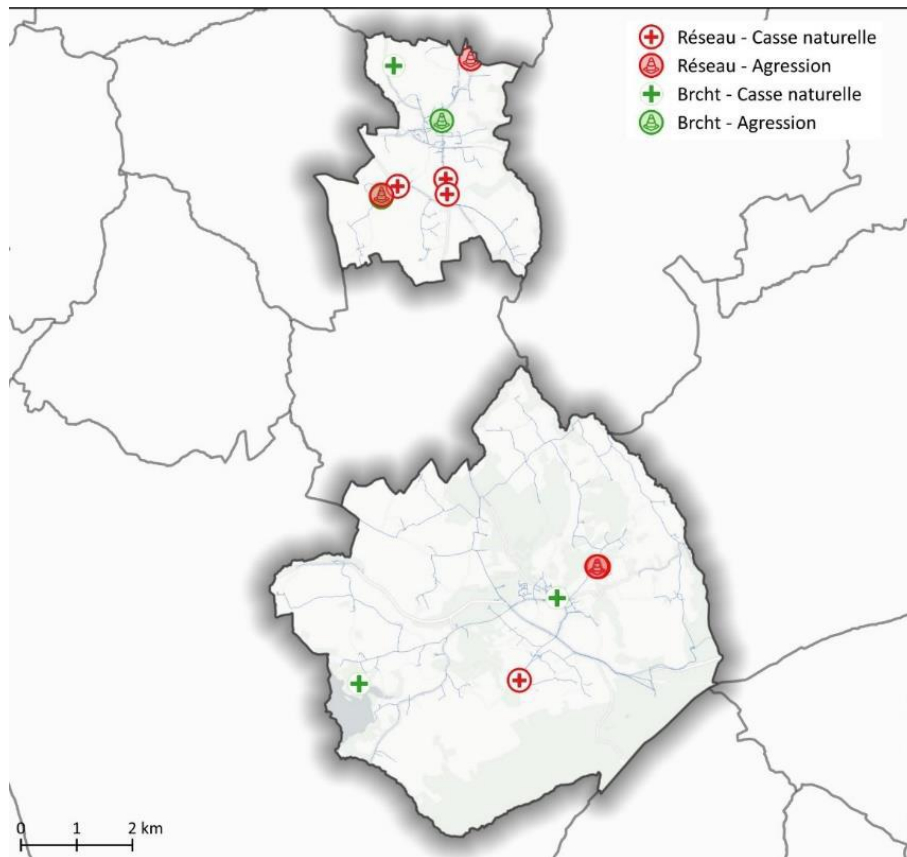 Réseau - Casse naturelle
Réseau - Agression
Brcht - Casse naturelle
Brcht - Agression
0 1 2 km